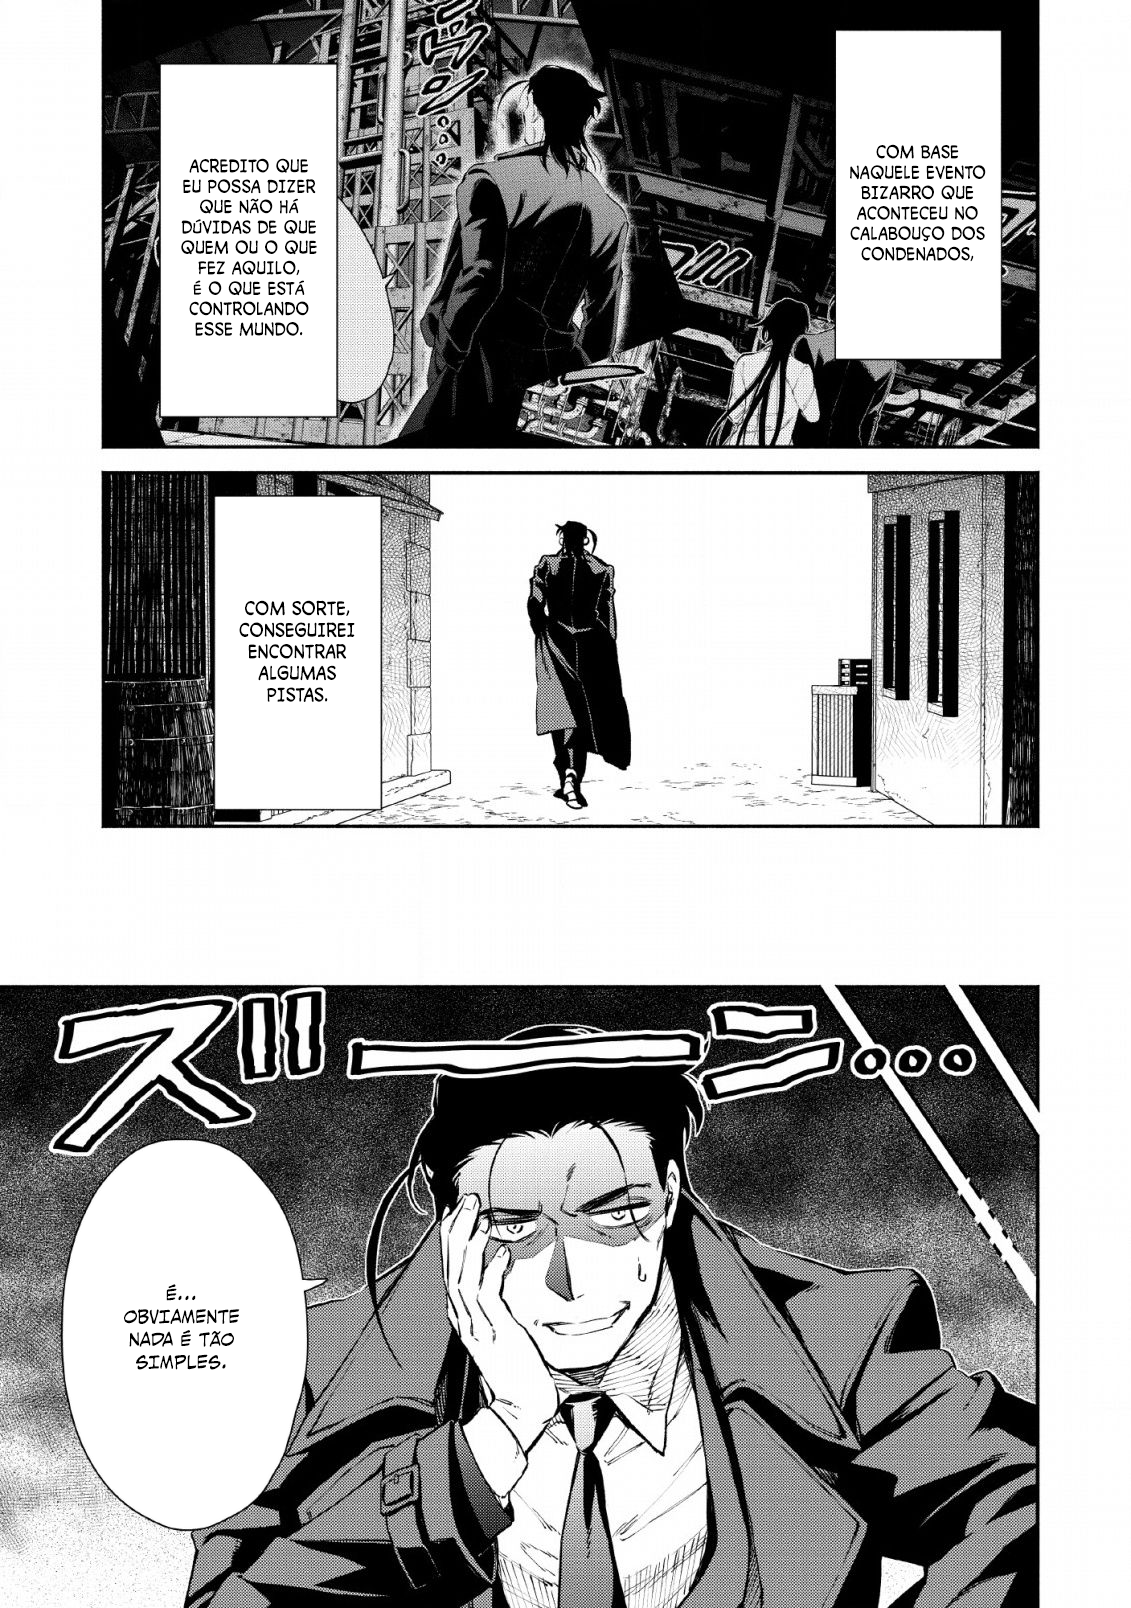 COM BASE
NAQUELE EVENTO
BIZARRO QUE
ACONTECEU NO
CALABOUÇO DOS
CONDENADOS,
ACREDITO QUE
EU POSSA DIZER
QUE NÃO HÁ
DÚVIDAS DE QUE
QUEM OU O QUE
FEZ AQUILO,
É O QUE ESTÁ
CONTROLANDO
ESSE MUNDO.
COM SORTE,
CONSEGUIREI
ENCONTRAR
ALGUMAS
PISTAS.
ズーン...
É...
OBVIAMENTE
NADA É TÃO
SIMPLES.